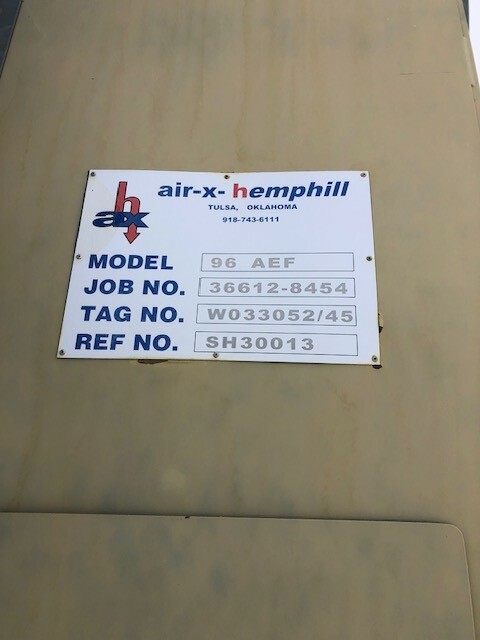 air-x-hemphill
TULSA, OKLAHOMA
918-743-6111
h
ax
MODEL 96 AEF
JOB NO. 36612-8454
TAG NO. W033052/45
REF NO. SH30013